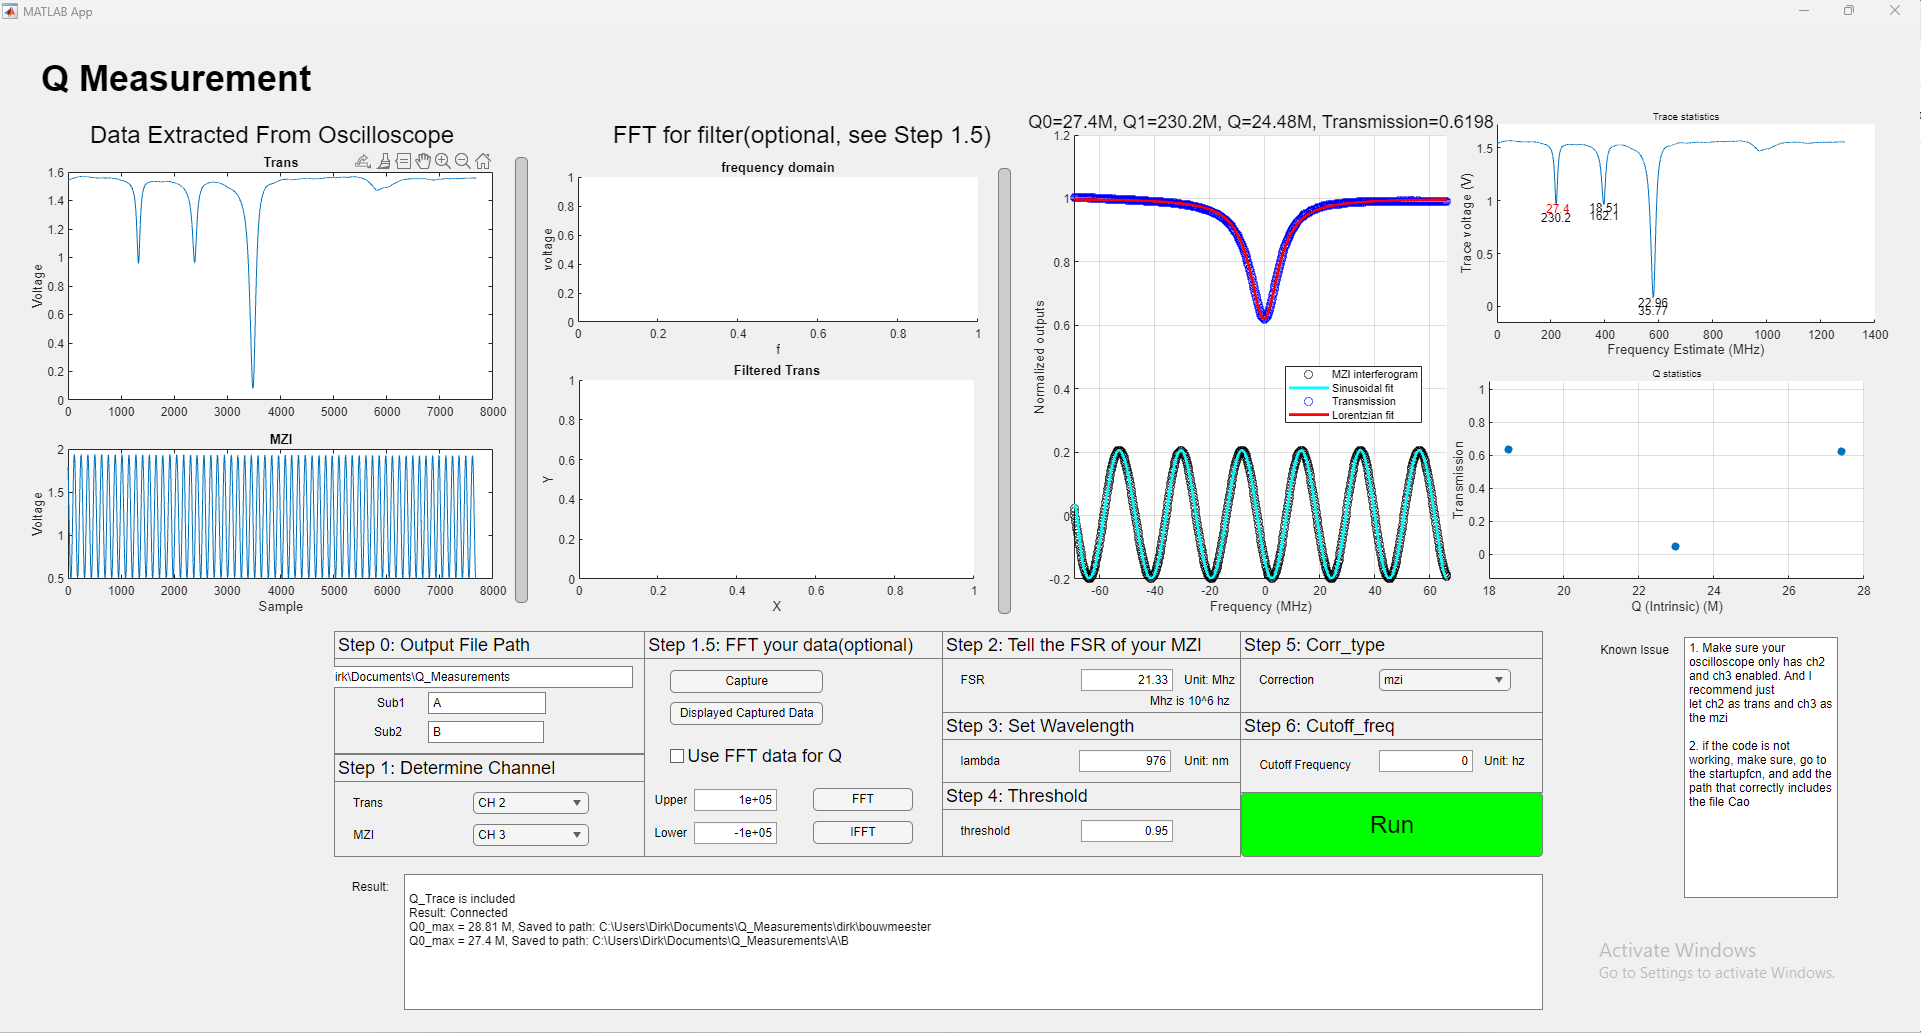 MATLAB App
Q Measurement
Data Extracted From Oscilloscope
Trans
Voltage
1.6
1.4
1.2
1
0.8
0.6
0.4
0.2
0
0 1000 2000 3000 4000 5000 6000 7000 8000
MZI
Voltage
2
1.5
1
0.5
0 1000 2000 3000 4000 5000 6000 7000 8000
Sample
FFT for filter(optional, see Step 1.5)
frequency domain
voltage
1
0.8
0.6
0.4
0.2
0
0 0.2 0.4 0.6 0.8 1
f
Filtered Trans
Y
1
0.8
0.6
0.4
0.2
0
0 0.2 0.4 0.6 0.8 1
X
Q0=27.4M, Q1=230.2M, Q=24.48M, Transmission=0.6198
Normalized outputs
1.2
1
0.8
0.6
0.4
0.2
0
-0.2
MZI interferogram
Sinusoidal fit
Transmission
Lorentzian fit
-60 -40 -20 0 20 40 60
Frequency (MHz)
Trace statistics
Trace voltage (V)
1.5
1
0.5
0
27.4
230.2
18.51
162.1
22.96
35.77
0 200 400 600 800 1000 1200 1400
Frequency Estimate (MHz)
Q statistics
Transmission
1
0.8
0.6
0.4
0.2
0
18 20 22 24 26 28
Q (Intrinsic) (M)
Step 0: Output File Path
irk\Documents\Q_Measurements
Sub1 A
Sub2 B
Step 1: Determine Channel
Trans CH 2
MZI CH 3
Step 1.5: FFT your data(optional)
Capture
Displayed Captured Data
Use FFT data for Q
Upper 1e+05 FFT
Lower -1e+05 IFFT
Step 2: Tell the FSR of your MZI
FSR 21.33 Unit: Mhz
Mhz is 10^6 hz
Step 3: Set Wavelength
lambda 976 Unit: nm
Step 4: Threshold
threshold 0.95
Step 5: Corr_type
Correction mzi
Step 6: Cutoff_freq
Cutoff Frequency 0 Unit: hz
Run
Known Issue
1. Make sure your
oscilloscope only has ch2
and ch3 enabled. And I
recommend just
let ch2 as trans and ch3 as
the mzi
2. if the code is not
working, make sure, go to
the startupfcn, and add the
path that correctly includes
the file Cao
Result:
Q_Trace is included
Result: Connected
Q0_max = 28.81 M, Saved to path: C:\Users\Dirk\Documents\Q_Measurements\dirk\bouwmeester
Q0_max = 27.4 M, Saved to path: C:\Users\Dirk\Documents\Q_Measurements\A\B
Activate Windows
Go to Settings to activate Windows.